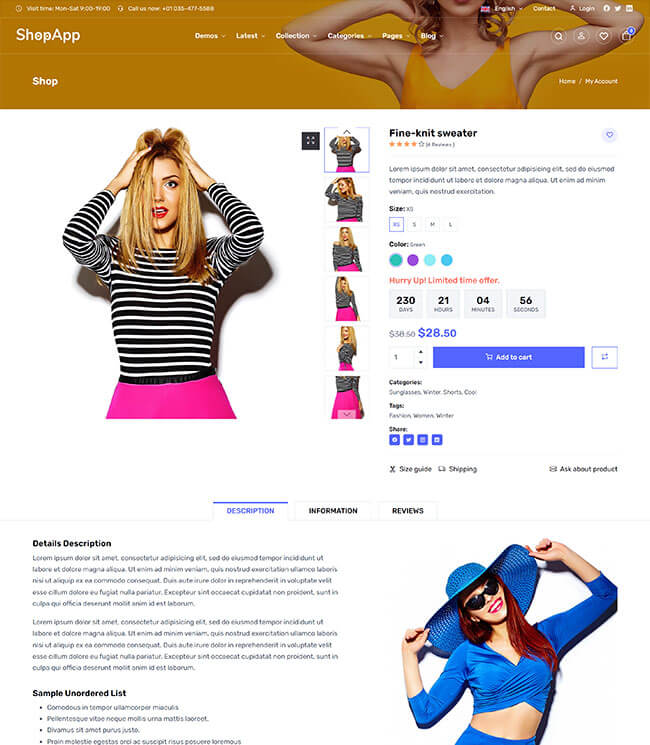 Visit time: Mon-Sat 9:00-19:00 Call us now: +01 035-477-5588 English Contact Login
ShopApp Demos Latest Collection Categories Pages Blog
Shop Home / My Account
Fine-knit sweater
(4 Reviews)
Lorem ipsum dolor sit amet, consectetur adipisicing elit, sed do eiusmod
tempor incididunt ut labore et dolore magna aliqua. Ut enim ad minim
veniam, quis nostrud exercitation.
Size: XS
XS S M L
Color: Green
Hurry Up! Limited time offer.
230 21 04 56
DAYS HOURS MINUTES SECONDS
$38.50 $28.50
1 Add to cart
Categories:
Sunglasses, Winter, Shorts, Cool
Tags:
Fashion, Women, Winter
Share:
Size guide Shipping Ask about product
DESCRIPTION INFORMATION REVIEWS
Details Description
Lorem ipsum dolor sit amet, consectetur adipisicing elit, sed do eiusmod tempor incididunt ut
labore et dolore magna aliqua. Ut enim ad minim veniam, quis nostrud exercitation ullamco laboris
nisi ut aliquip ex ea commodo consequat. Duis aute irure dolor in reprehenderit in voluptate velit
esse cillum dolore eu fugiat nulla pariatur. Excepteur sint occaecat cupidatat non proident, sunt in
culpa qui officia deserunt mollit anim id est laborum.
Lorem ipsum dolor sit amet, consectetur adipisicing elit, sed do eiusmod tempor incididunt ut
labore et dolore magna aliqua. Ut enim ad minim veniam, quis nostrud exercitation ullamco laboris
nisi ut aliquip ex ea commodo consequat. Duis aute irure dolor in reprehenderit in voluptate velit
esse cillum dolore eu fugiat nulla pariatur. Excepteur sint occaecat cupidatat non proident, sunt in
culpa qui officia deserunt mollit anim id est laborum.
Sample Unordered List
Comodous in tempor ullamcorper miaculis
Pellentesque vitae neque mollis urna mattis laoreet.
Divamus sit amet purus justo.
Proin molestie egestas orci ac suscipit risus posuere loremous